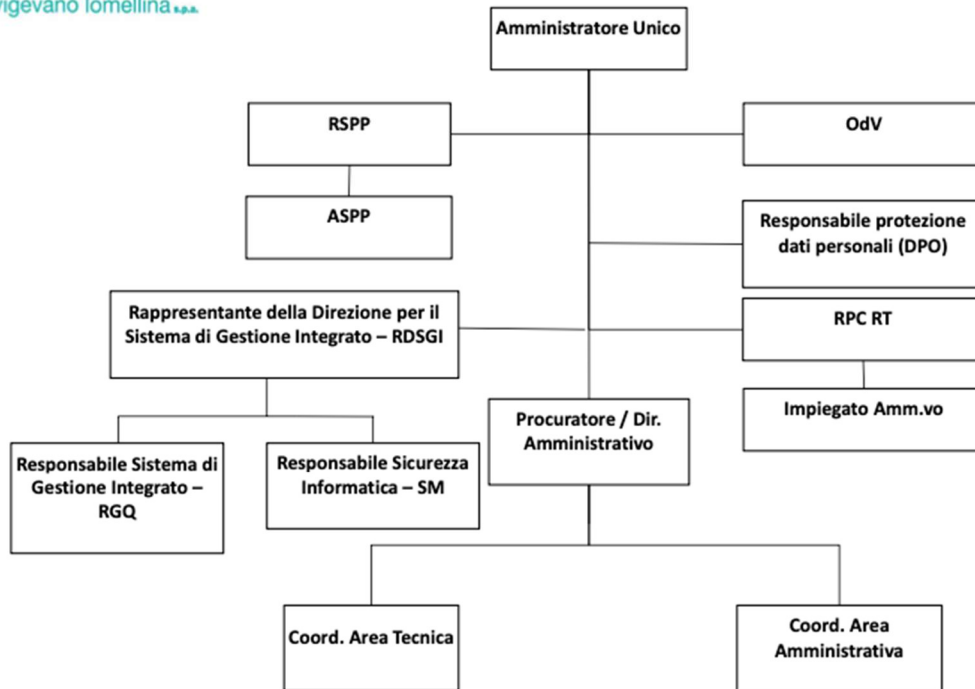 vigevano lomellina s.p.a.
Amministratore Unico
RSPP
OdV
ASPP
Responsabile protezione
dati personali (DPO)
Rappresentante della Direzione per il
Sistema di Gestione Integrato – RDSGI
RPC RT
Impiegato Amm.vo
Procuratore / Dir.
Amministrativo
Responsabile Sistema di
Gestione Integrato –
RGQ
Responsabile Sicurezza
Informatica – SM
Coord. Area Tecnica
Coord. Area
Amministrativa